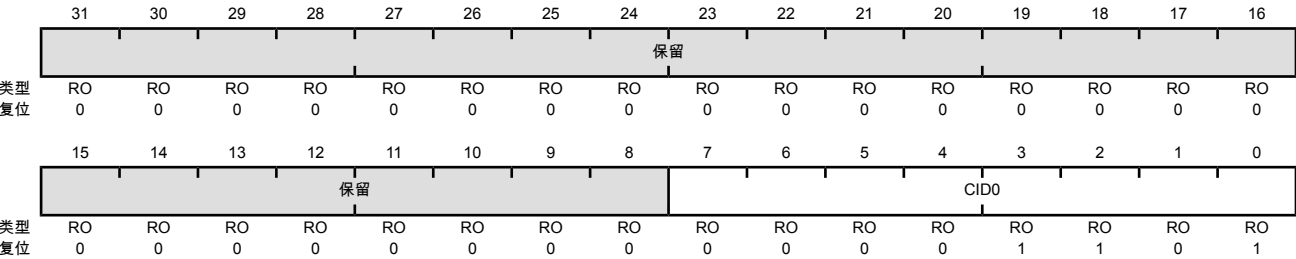 31 30 29 28 27 26 25 24 23 22 21 20 19 18 17 16
保留
类型 RO RO RO RO RO RO RO RO RO RO RO RO RO RO RO RO
复位 0 0 0 0 0 0 0 0 0 0 0 0 0 0 0 0
15 14 13 12 11 10 9 8 7 6 5 4 3 2 1 0
保留 CID0
类型 RO RO RO RO RO RO RO RO RO RO RO RO RO RO RO RO
复位 0 0 0 0 0 0 0 0 0 0 0 0 1 1 0 1